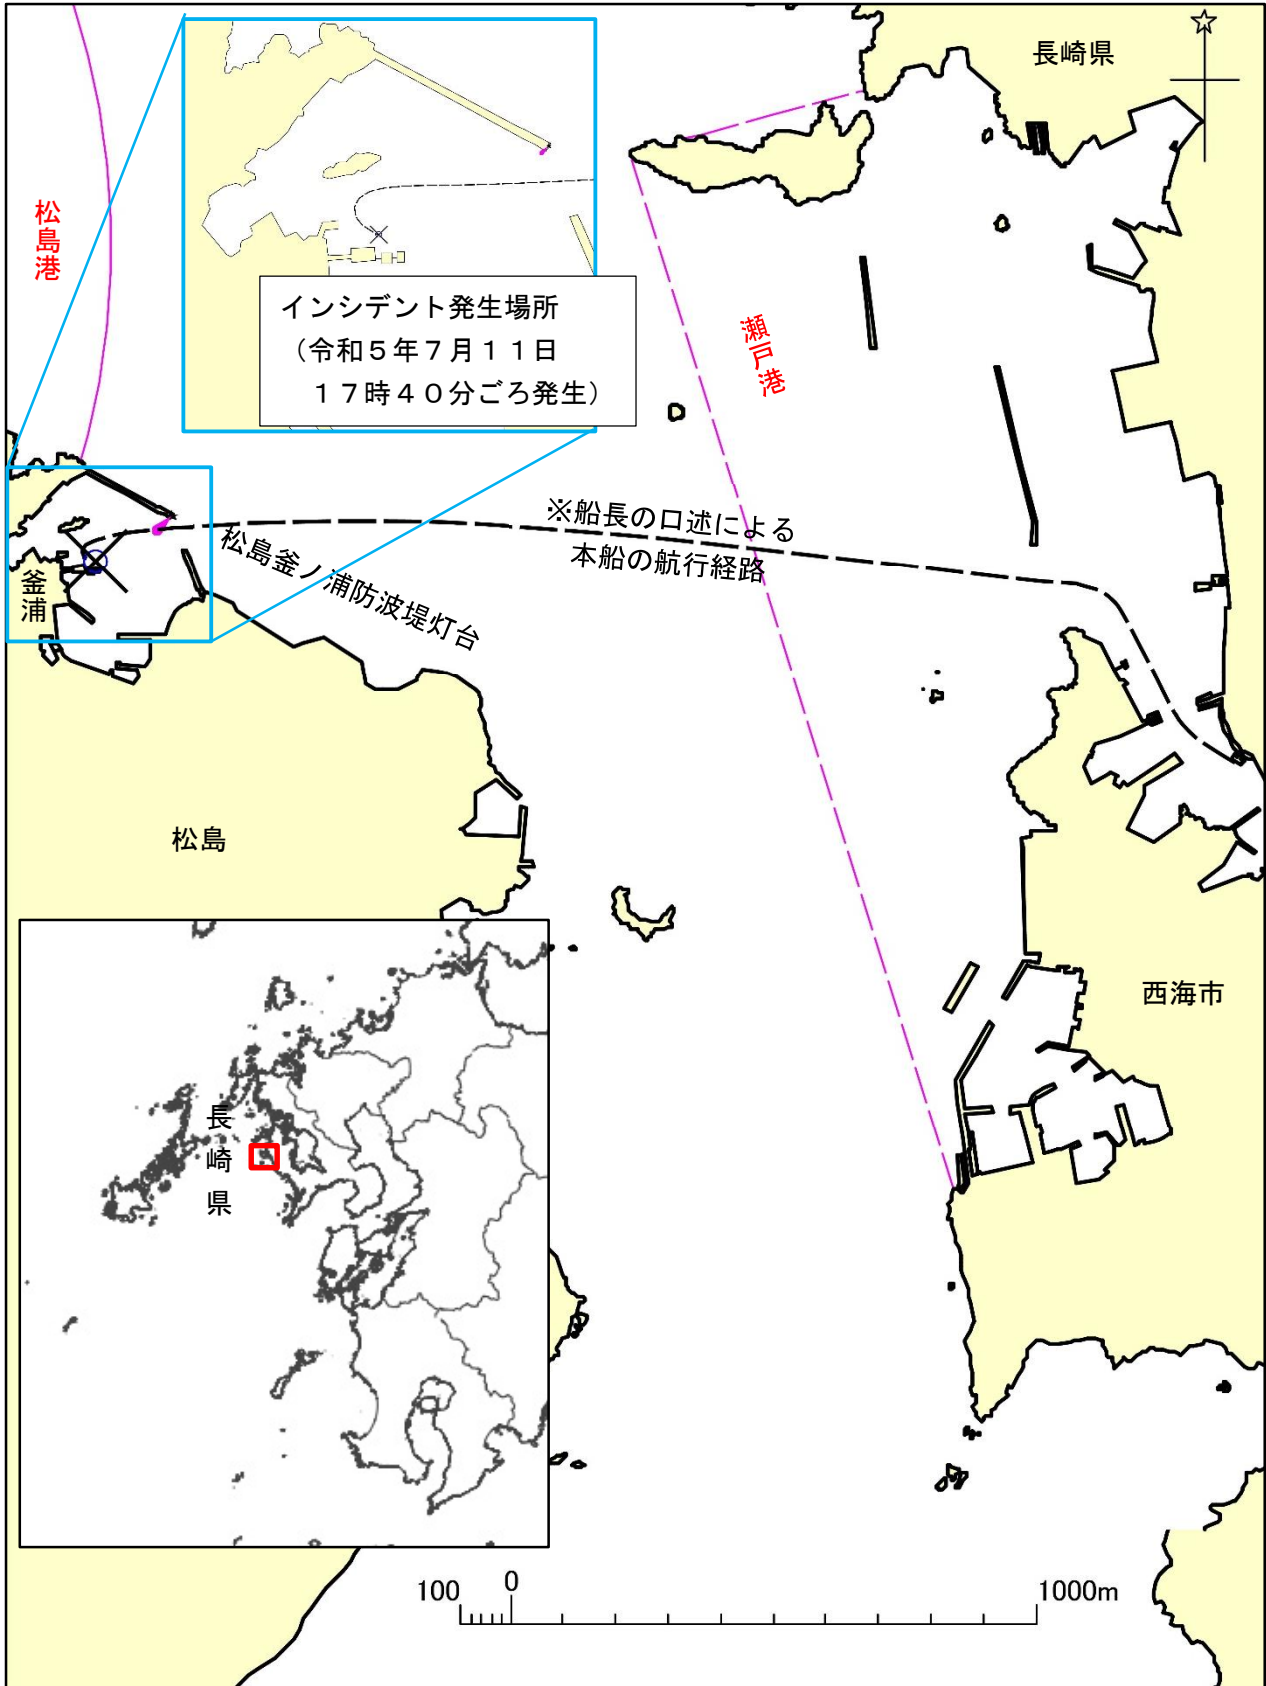 長崎県
松島港
インシデント発生場所
（令和５年７月１１日
１７時４０分ごろ発生）
瀬戸港
※船長の口述による
本船の航行経路
松島釜ノ浦防波堤灯台
釜浦
松島
西海市
長崎県
100
0
1000m